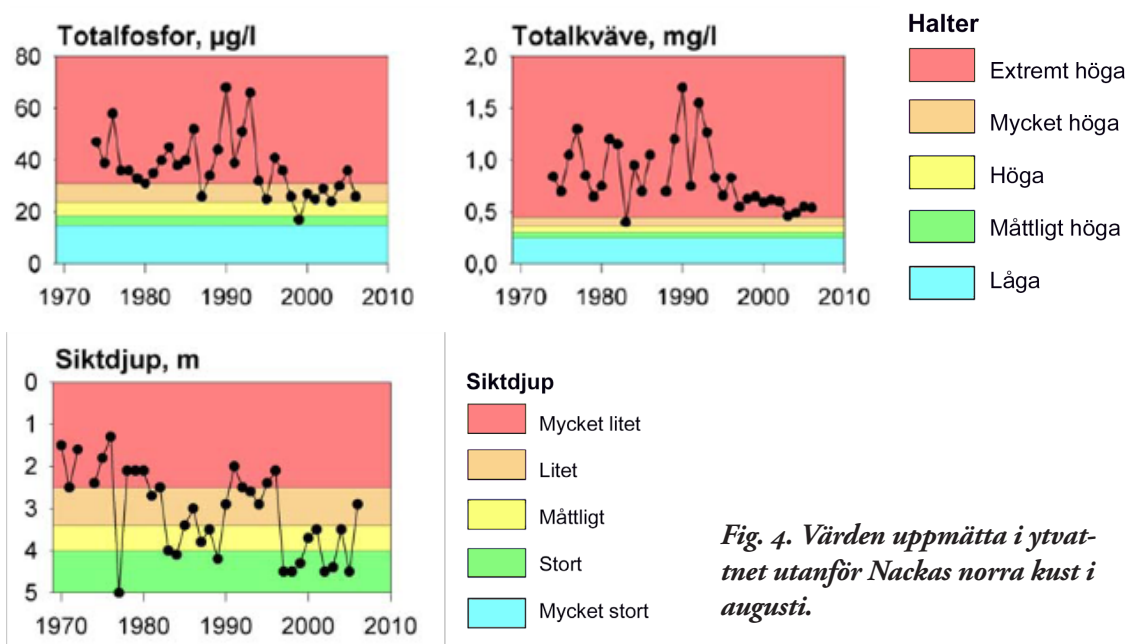 Totalfosfor, µg/l
80
60
40
20
0
1970 1980 1990 2000 2010
Totalkväve, mg/l
2,0
1,5
1,0
0,5
0,0
1970 1980 1990 2000 2010
Halter
Extremt höga
Mycket höga
Höga
Måttligt höga
Låga
Siktdjup, m
0
1
2
3
4
5
1970 1980 1990 2000 2010
Siktdjup
Mycket litet
Litet
Måttligt
Stort
Mycket stort
Fig. 4. Värden uppmätta i ytvat-
tnet utanför Nackas norra kust i
augusti.